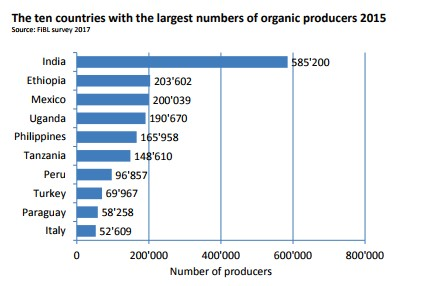 The ten countries with the largest numbers of organic producers 2015
Source: FiBL survey 2017
India 585'200
Ethiopia 203'602
Mexico 200'039
Uganda 190'670
Philippines 165'958
Tanzania 148'610
Peru 96'857
Turkey 69'967
Paraguay 58'258
Italy 52'609
0 200'000 400'000 600'000 800'000
Number of producers